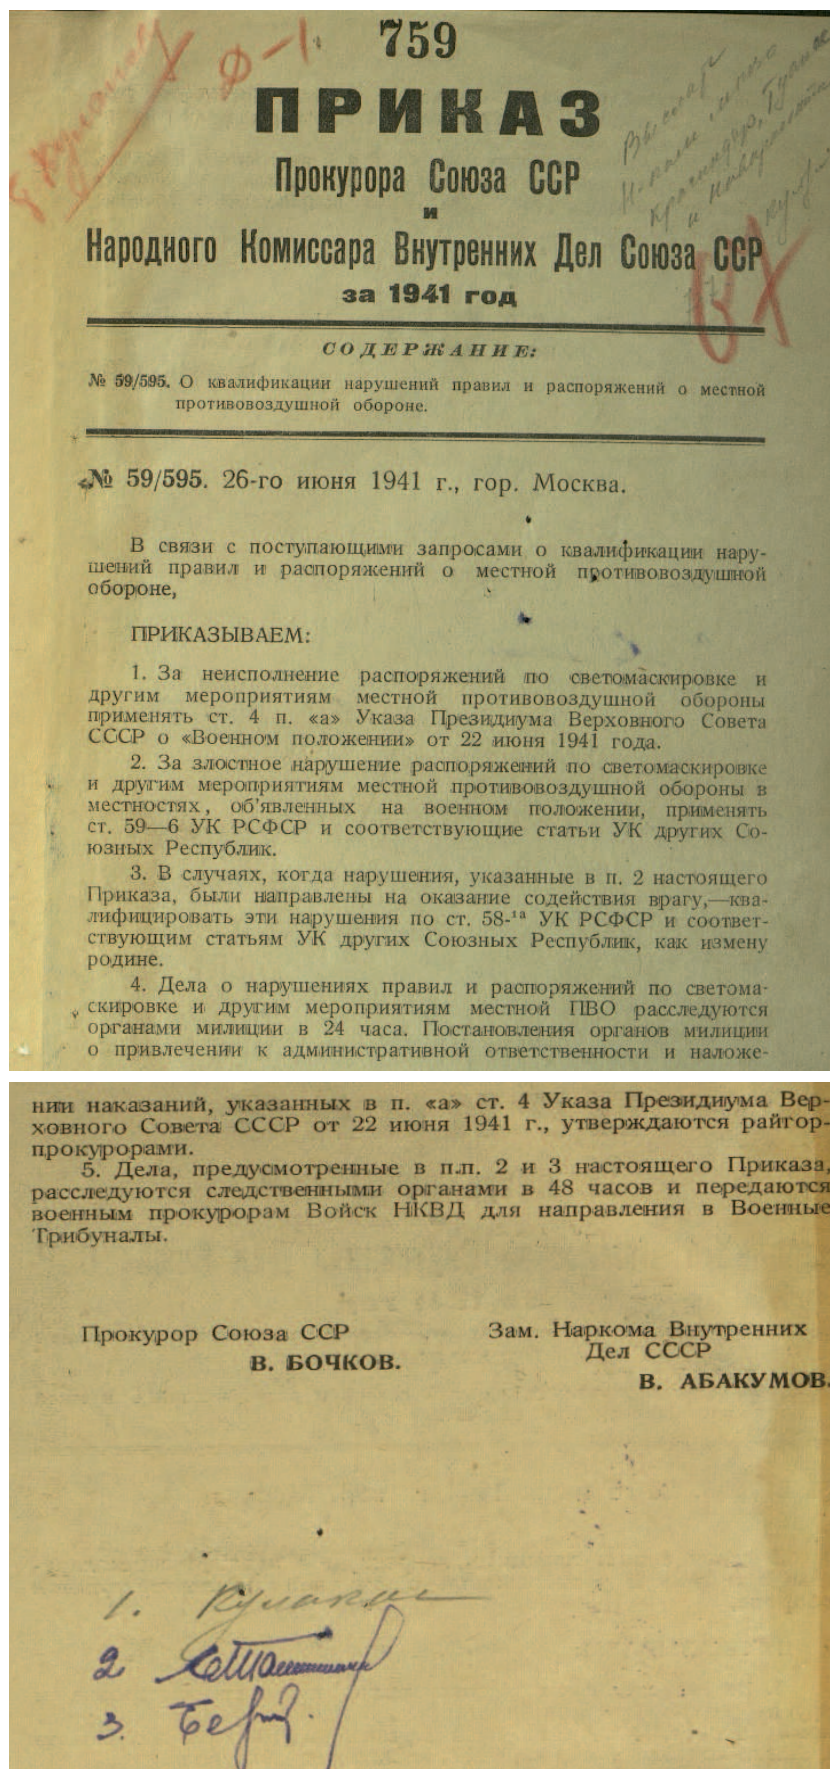 759
Ф-1
ПРИКАЗ
Прокурора Союза ССР
и
Народного Комиссара Внутренних Дел Союза ССР
за 1941 год
СОДЕРЖАНИЕ:
№ 59/595. О квалификации нарушений правил и распоряжений о местной
противовоздушной обороне.
№ 59/595. 26-го июня 1941 г., гор. Москва.
В связи с поступающими запросами о квалификации нару-
шений правил и распоряжений о местной противовоздушной
обороне,
ПРИКАЗЫВАЕМ:
1. За неисполнение распоряжений по светомаскировке и
другим мероприятиям местной противовоздушной обороны
применять ст. 4 п. «а» Указа Президиума Верховного Совета
СССР о «Военном положении» от 22 июня 1941 года.
2. За злостное нарушение распоряжений по светомаскировке
и другим мероприятиям местной противовоздушной обороны в
местностях, об'явленных на военном положении, применять
ст. 59—6 УК РСФСР и соответствующие статьи УК других Со-
юзных Республик.
3. В случаях, когда нарушения, указанные в п. 2 настоящего
Приказа, были направлены на оказание содействия врагу,—ква-
лифицировать эти нарушения по ст. 58-¹ᵃ УК РСФСР и соответ-
ствующим статьям УК других Союзных Республик, как измену
родине.
4. Дела о нарушениях правил и распоряжений по светома-
скировке и другим мероприятиям местной ПВО расследуются
органами милиции в 24 часа. Постановления органов милиции
о привлечении к административной ответственности и наложе-
нии наказаний, указанных в п. «а» ст. 4 Указа Президиума Вер-
ховного Совета СССР от 22 июня 1941 г., утверждаются райгор-
прокурорами.
5. Дела, предусмотренные в п.п. 2 и 3 настоящего Приказа,
расследуются следственными органами в 48 часов и передаются
военным прокурорам Войск НКВД для направления в Военные
Трибуналы.
Прокурор Союза ССР
В. БОЧКОВ.
Зам. Наркома Внутренних
Дел СССР
В. АБАКУМОВ.
1.
2
3.